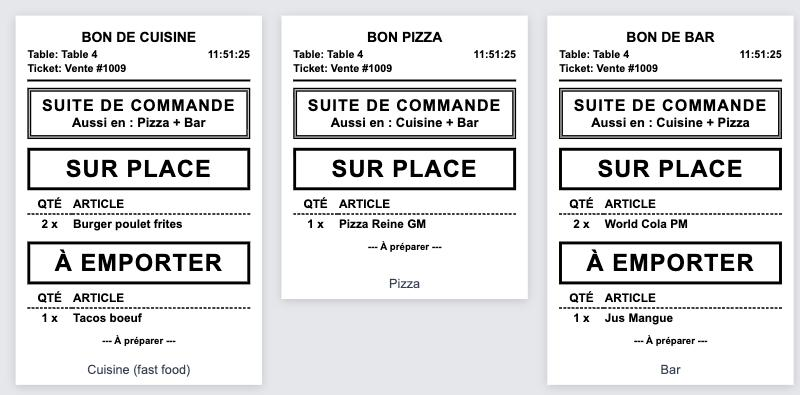 BON DE CUISINE
Table: Table 4 11:51:25
Ticket: Vente #1009
SUITE DE COMMANDE
Aussi en : Pizza + Bar
SUR PLACE
QTÉ ARTICLE
2 x Burger poulet frites
À EMPORTER
QTÉ ARTICLE
1 x Tacos boeuf
--- À préparer ---
Cuisine (fast food)
BON PIZZA
Table: Table 4 11:51:25
Ticket: Vente #1009
SUITE DE COMMANDE
Aussi en : Cuisine + Bar
SUR PLACE
QTÉ ARTICLE
1 x Pizza Reine GM
--- À préparer ---
Pizza
BON DE BAR
Table: Table 4 11:51:25
Ticket: Vente #1009
SUITE DE COMMANDE
Aussi en : Cuisine + Pizza
SUR PLACE
QTÉ ARTICLE
2 x World Cola PM
À EMPORTER
QTÉ ARTICLE
1 x Jus Mangue
--- À préparer ---
Bar